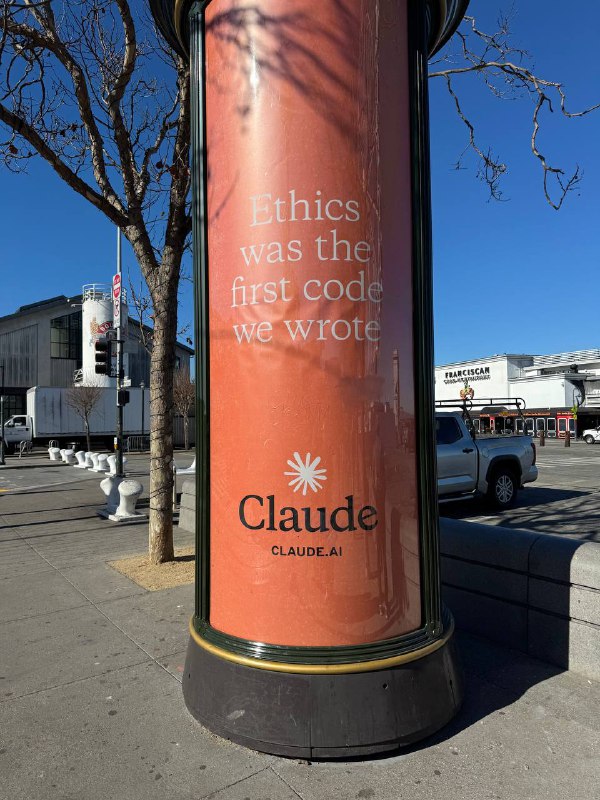 Ethics
was the
first code
we wrote
Claude
CLAUDE.AI
FRANCISCAN